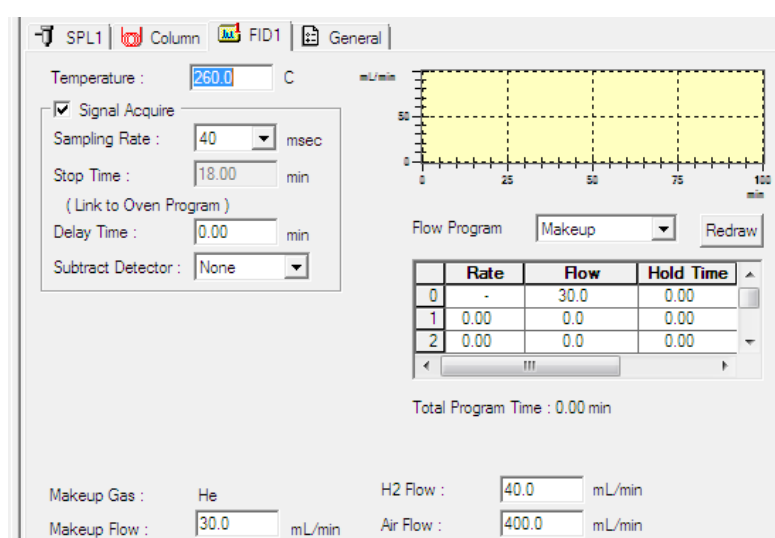 SPL1 Column FID1 General
Temperature : 260.0 C
Signal Acquire
Sampling Rate : 40 msec
Stop Time : 18.00 min
( Link to Oven Program )
Delay Time : 0.00 min
Subtract Detector : None
mL/min
50
0
0 25 50 75 100
min
Flow Program Makeup Redraw
Rate Flow Hold Time
0 - 30.0 0.00
1 0.00 0.0 0.00
2 0.00 0.0 0.00
Total Program Time : 0.00 min
Makeup Gas : He
Makeup Flow : 30.0 mL/min
H2 Flow : 40.0 mL/min
Air Flow : 400.0 mL/min